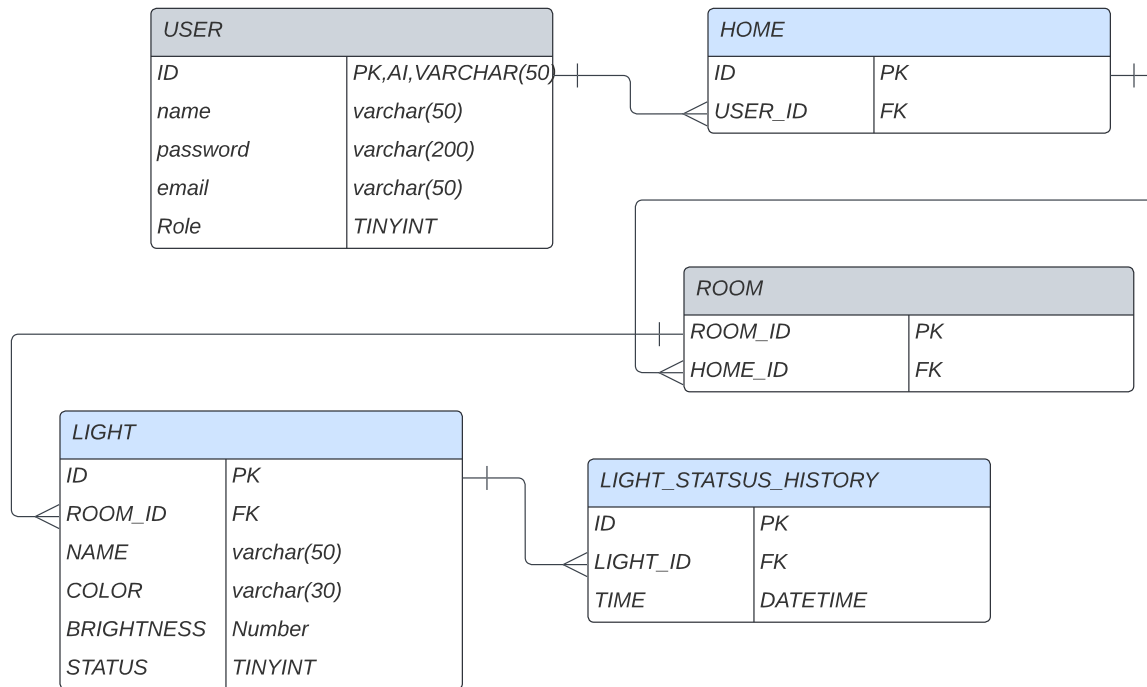 USER
ID PK,AI,VARCHAR(50)
name varchar(50)
password varchar(200)
email varchar(50)
Role TINYINT
HOME
ID PK
USER_ID FK
ROOM
ROOM_ID PK
HOME_ID FK
LIGHT
ID PK
ROOM_ID FK
NAME varchar(50)
COLOR varchar(30)
BRIGHTNESS Number
STATUS TINYINT
LIGHT_STATSUS_HISTORY
ID PK
LIGHT_ID FK
TIME DATETIME